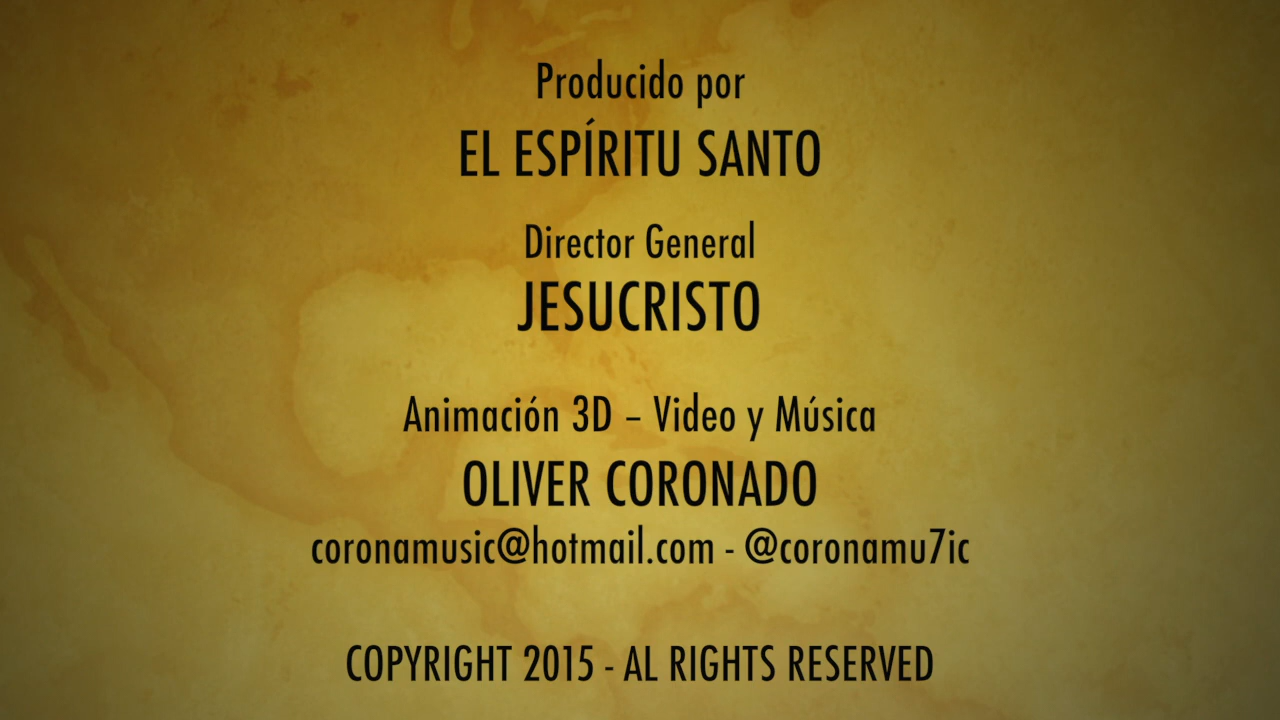 Producido por
EL ESPÍRITU SANTO
Director General
JESUCRISTO
Animación 3D – Video y Música
OLIVER CORONADO
coronamusic@hotmail.com - @coronamu7ic
COPYRIGHT 2015 - AL RIGHTS RESERVED